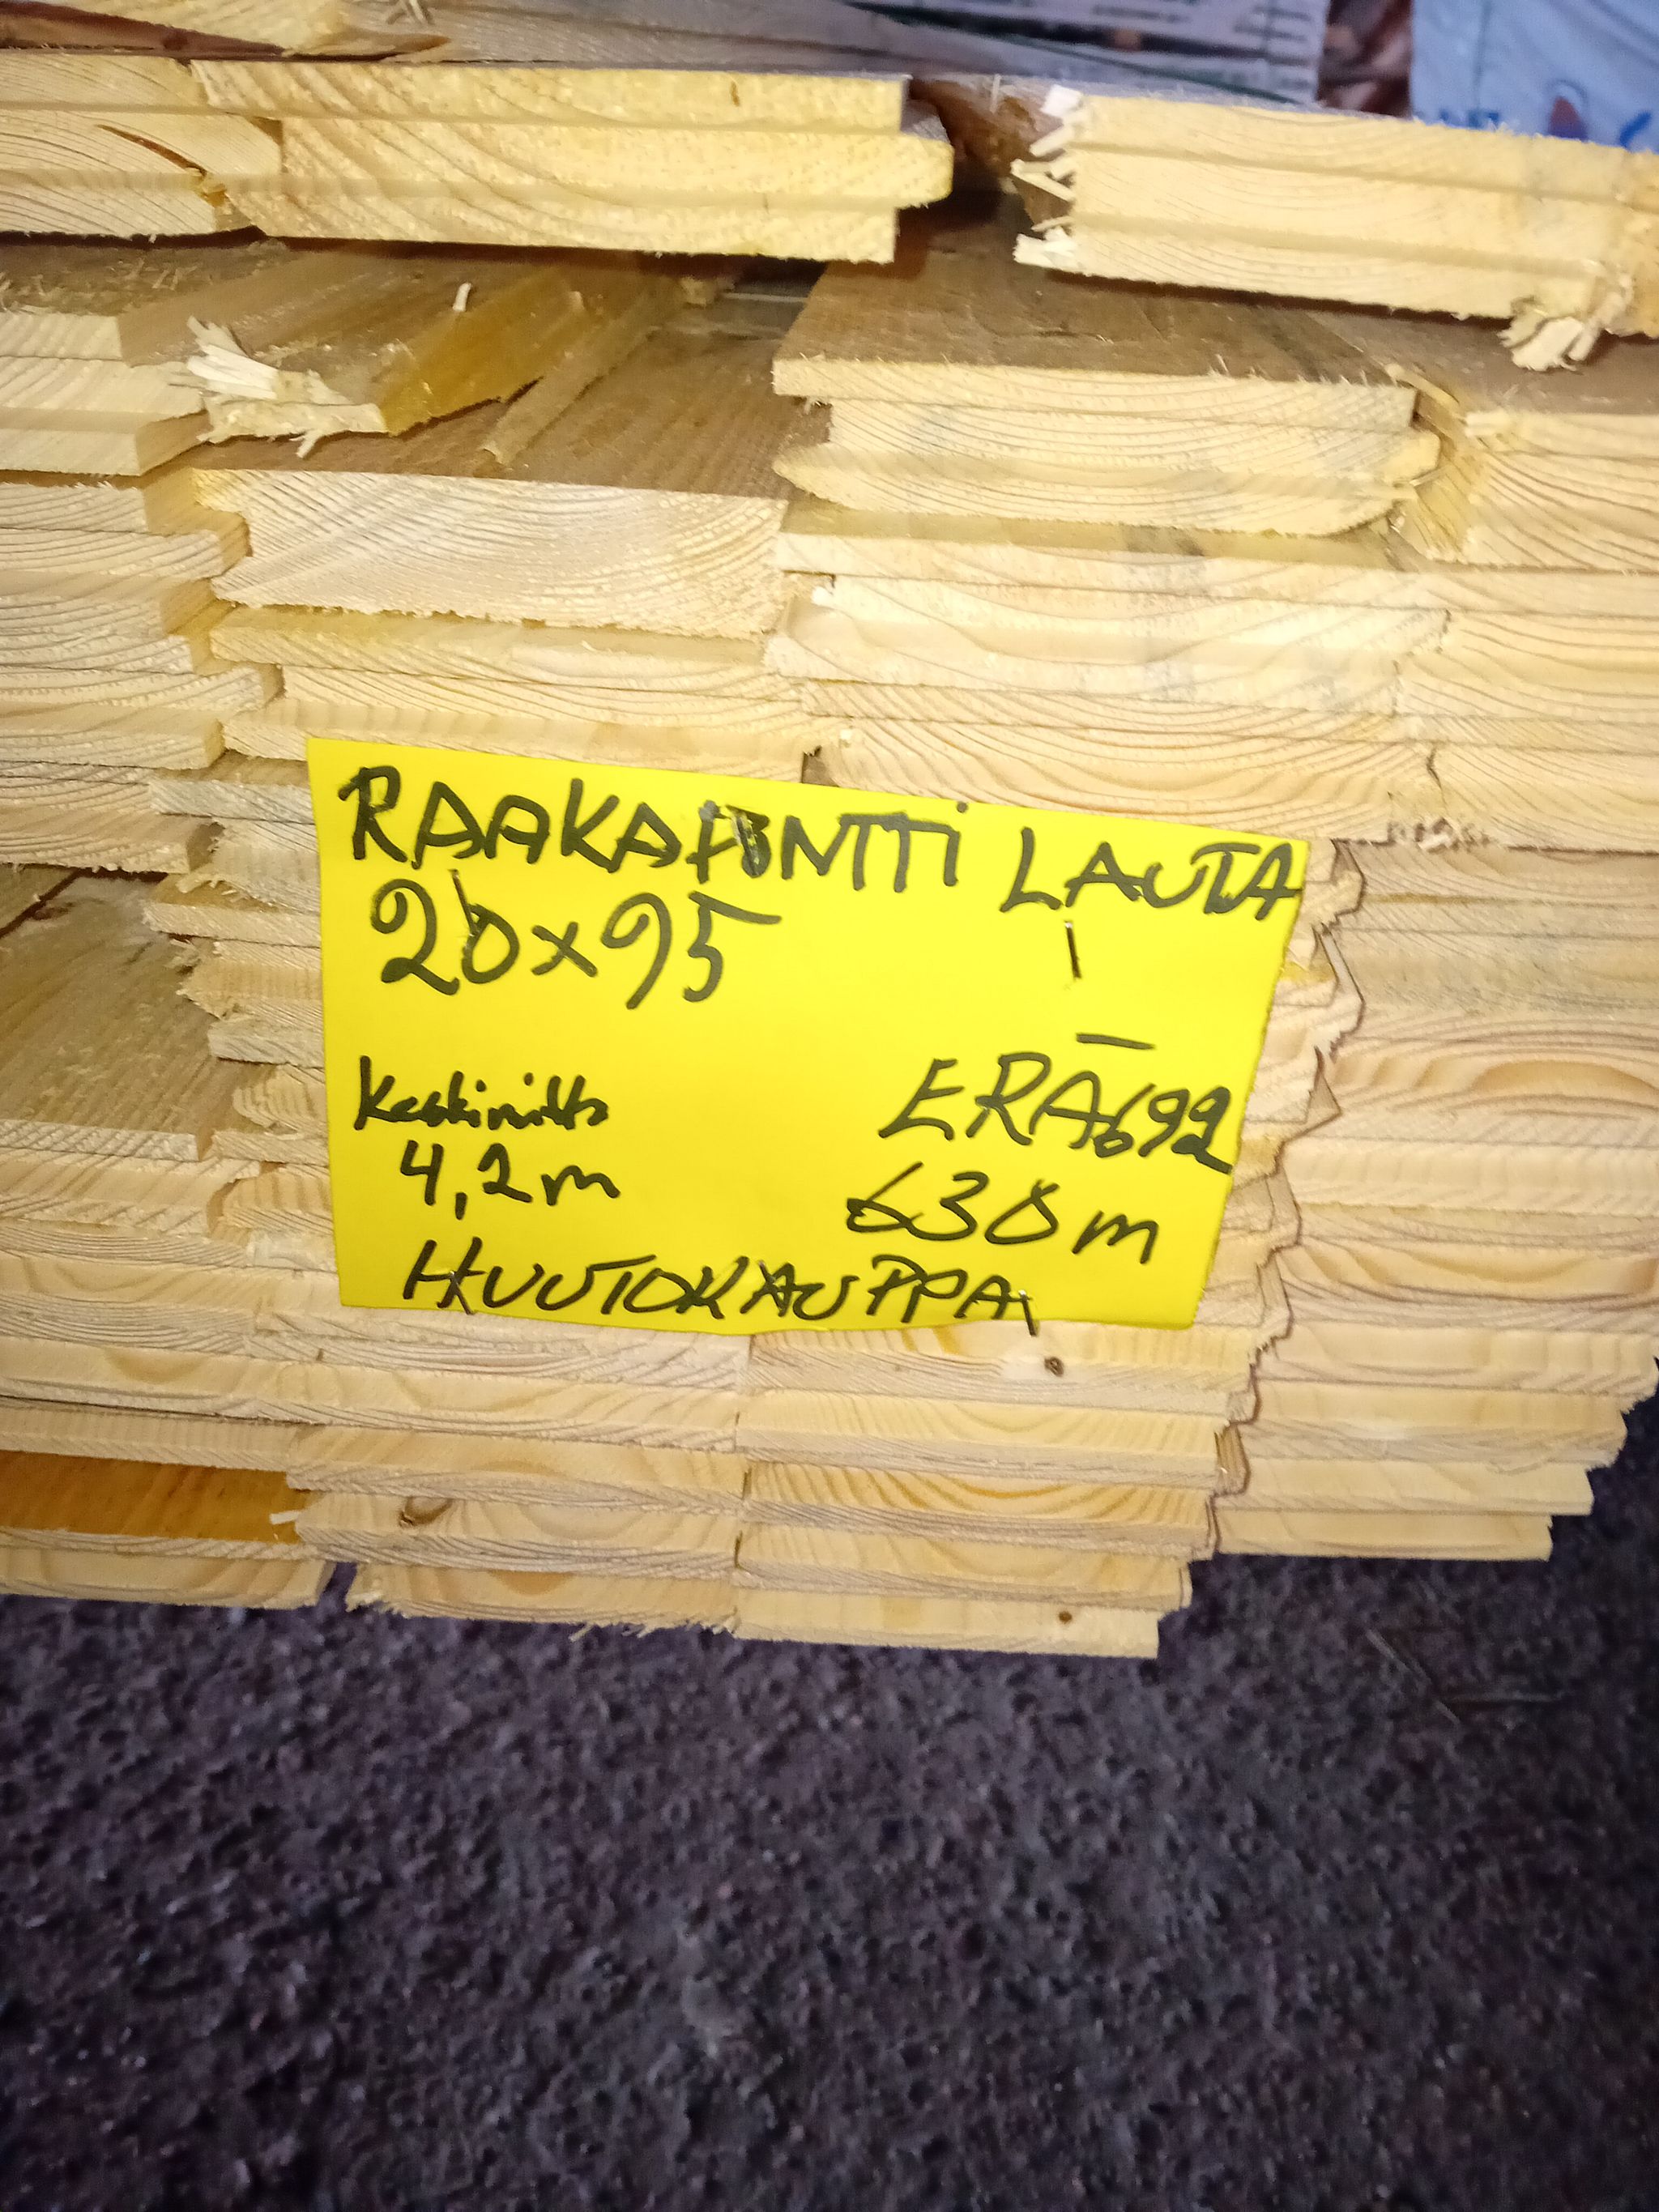 RAAKAPONTTI LAUTA
20x95
Keskimitta
4,2m
ERÄ 692
630m
HUUTOKAUPPA